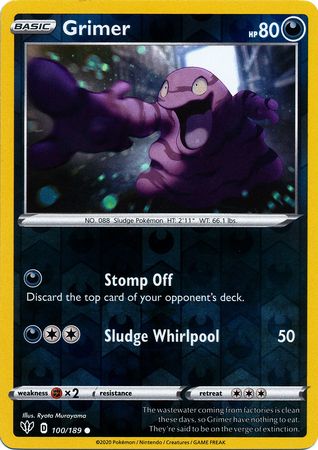 BASIC Grimer HP 80
NO. 088 Sludge Pokémon HT: 2'11" WT: 66.1 lbs.
Stomp Off
Discard the top card of your opponent's deck.
Sludge Whirlpool 50
weakness ×2 resistance retreat
Illus. Ryota Murayama
D 100/189
The wastewater coming from factories is clean
these days, so Grimer have nothing to eat.
They're said to be on the verge of extinction.
©2020 Pokémon / Nintendo / Creatures / GAME FREAK